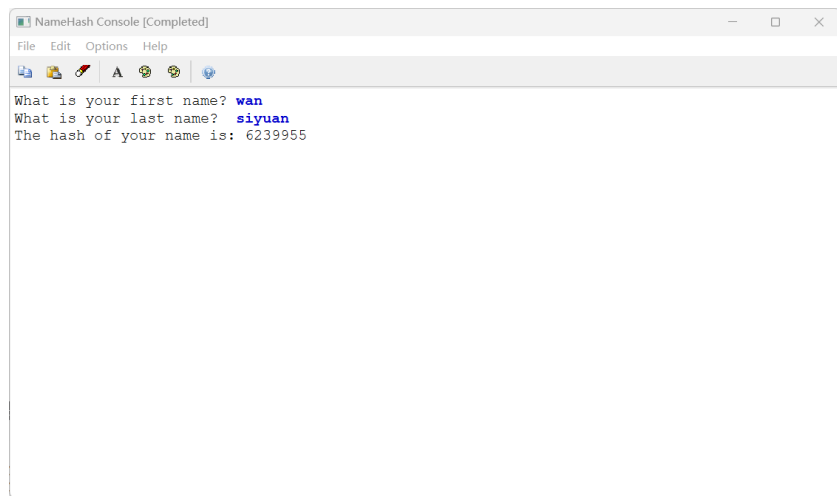 NameHash Console [Completed]
File Edit Options Help
What is your first name? wan
What is your last name?  siyuan
The hash of your name is: 6239955